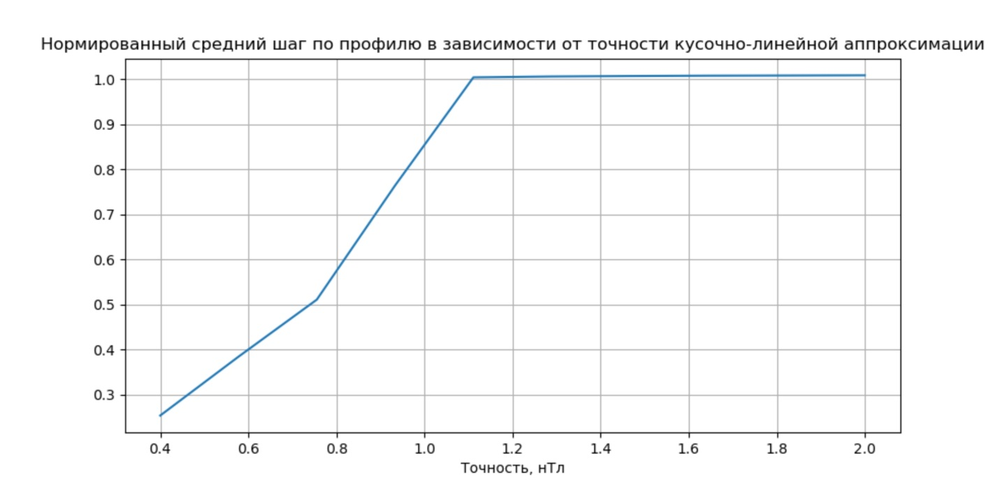 Нормированный средний шаг по профилю в зависимости от точности кусочно-линейной аппроксимации
1.0
0.9
0.8
0.7
0.6
0.5
0.4
0.3
0.4 0.6 0.8 1.0 1.2 1.4 1.6 1.8 2.0
Точность, нТл